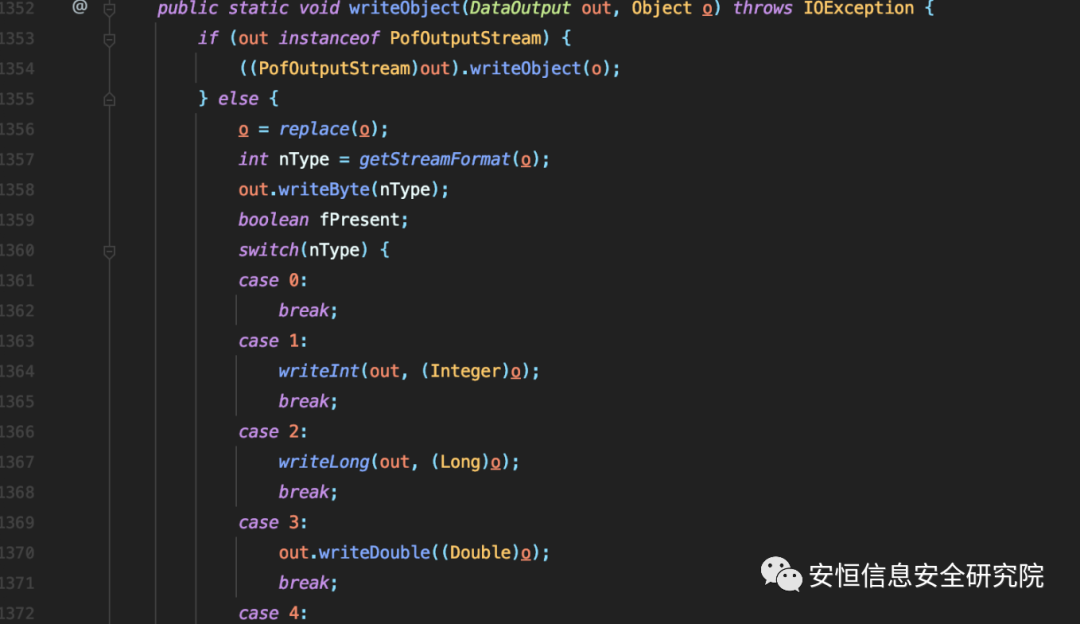 1352 @ public static void writeObject(DataOutput out, Object o) throws IOException {
1353 if (out instanceof PofOutputStream) {
1354 ((PofOutputStream)out).writeObject(o);
1355 } else {
1356 o = replace(o);
1357 int nType = getStreamFormat(o);
1358 out.writeByte(nType);
1359 boolean fPresent;
1360 switch(nType) {
1361 case 0:
1362 break;
1363 case 1:
1364 writeInt(out, (Integer)o);
1365 break;
1366 case 2:
1367 writeLong(out, (Long)o);
1368 break;
1369 case 3:
1370 out.writeDouble((Double)o);
1371 break;
1372 case 4:
安恒信息安全研究院